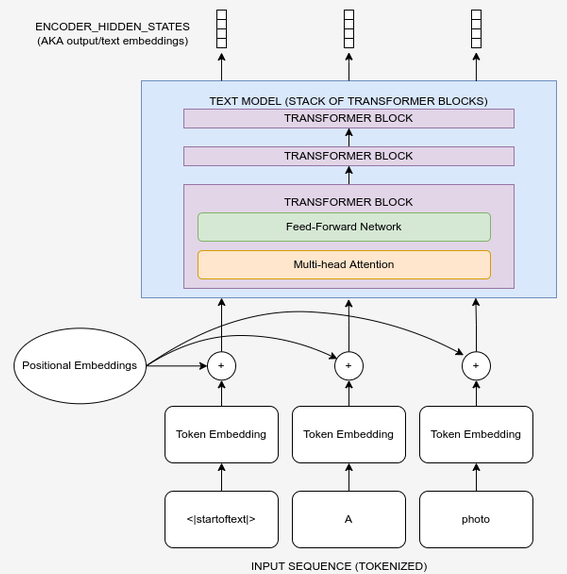 ENCODER_HIDDEN_STATES
(AKA output/text embeddings)
TEXT MODEL (STACK OF TRANSFORMER BLOCKS)
TRANSFORMER BLOCK
TRANSFORMER BLOCK
TRANSFORMER BLOCK
Feed-Forward Network
Multi-head Attention
Positional Embeddings
+
+
+
Token Embedding
Token Embedding
Token Embedding
<|startoftext|>
A
photo
INPUT SEQUENCE (TOKENIZED)